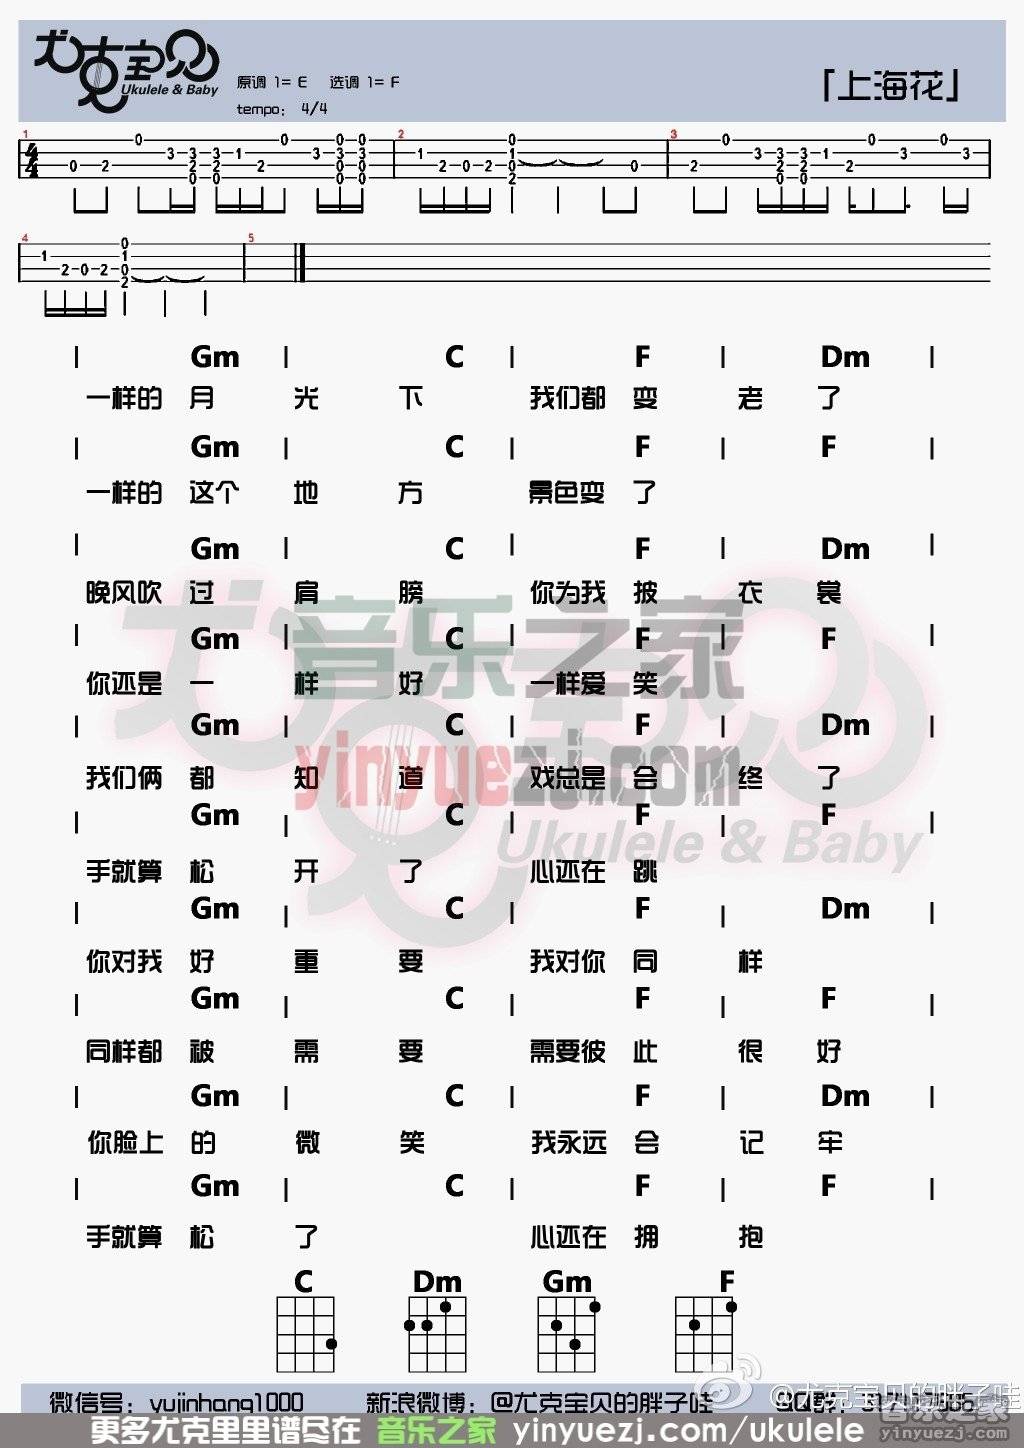 尤克宝贝
Ukulele & Baby
原调 1= E 选调 1= F
tempo: 4/4
「上海花」
1 2 3
4 5
| Gm | C | F | Dm |
一样的 月 光 下 我们都 变 老 了
| Gm | C | F | F |
一样的 这个 地 方 景色变 了
| Gm | C | F | Dm |
晚风吹 过 肩 膀 你为我 披 衣 裳
| Gm | C | F | F |
你还是 一 样 好 一样爱 笑
| Gm | C | F | Dm |
我们俩 都 知 道 戏总是 会 终 了
| Gm | C | F | F |
手就算 松 开 了 心还在 跳
| Gm | C | F | Dm |
你对我 好 重 要 我对你 同 样
| Gm | C | F | F |
同样都 被 需 要 需要彼 此 很 好
| Gm | C | F | Dm |
你脸上 的 微 笑 我永远 会 记 牢
| Gm | C | F | F |
手就算 松 了 心还在 拥 抱
C Dm Gm F
音乐之家
yinyuezj.com
Ukulele & Baby
微信号: yujinhang1000 新浪微博: @尤克宝贝的胖子哇
@尤克宝贝的胖子哇
更多尤克里里谱尽在 音乐之家 yinyuezj.com/ukulele
音乐之家
yinyuezj.com